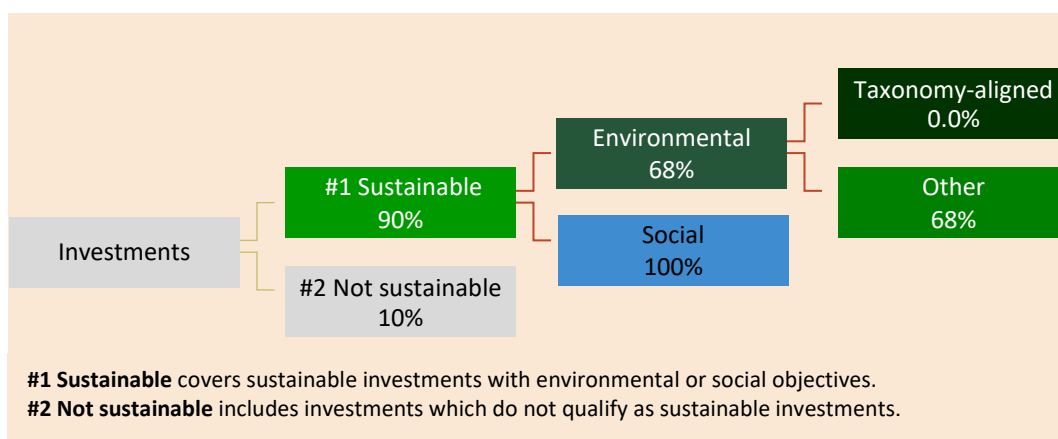 Taxonomy-aligned
0.0%
Environmental
68%
#1 Sustainable
90%
Other
68%
Social
100%
Investments
#2 Not sustainable
10%
#1 Sustainable covers sustainable investments with environmental or social objectives.
#2 Not sustainable includes investments which do not qualify as sustainable investments.